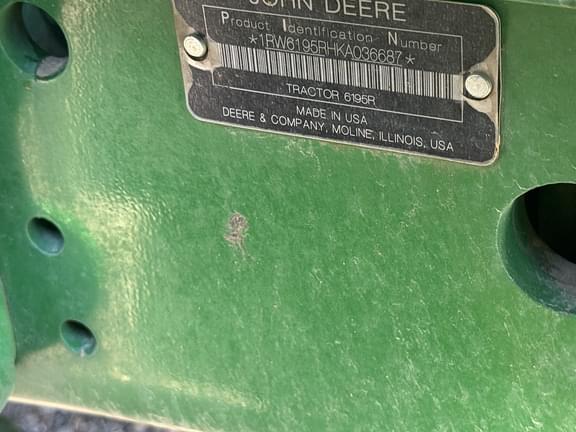 JOHN DEERE
Product Identification Number
*1RW6195RHKA036687*
TRACTOR 6195R
MADE IN USA
DEERE & COMPANY, MOLINE, ILLINOIS, USA